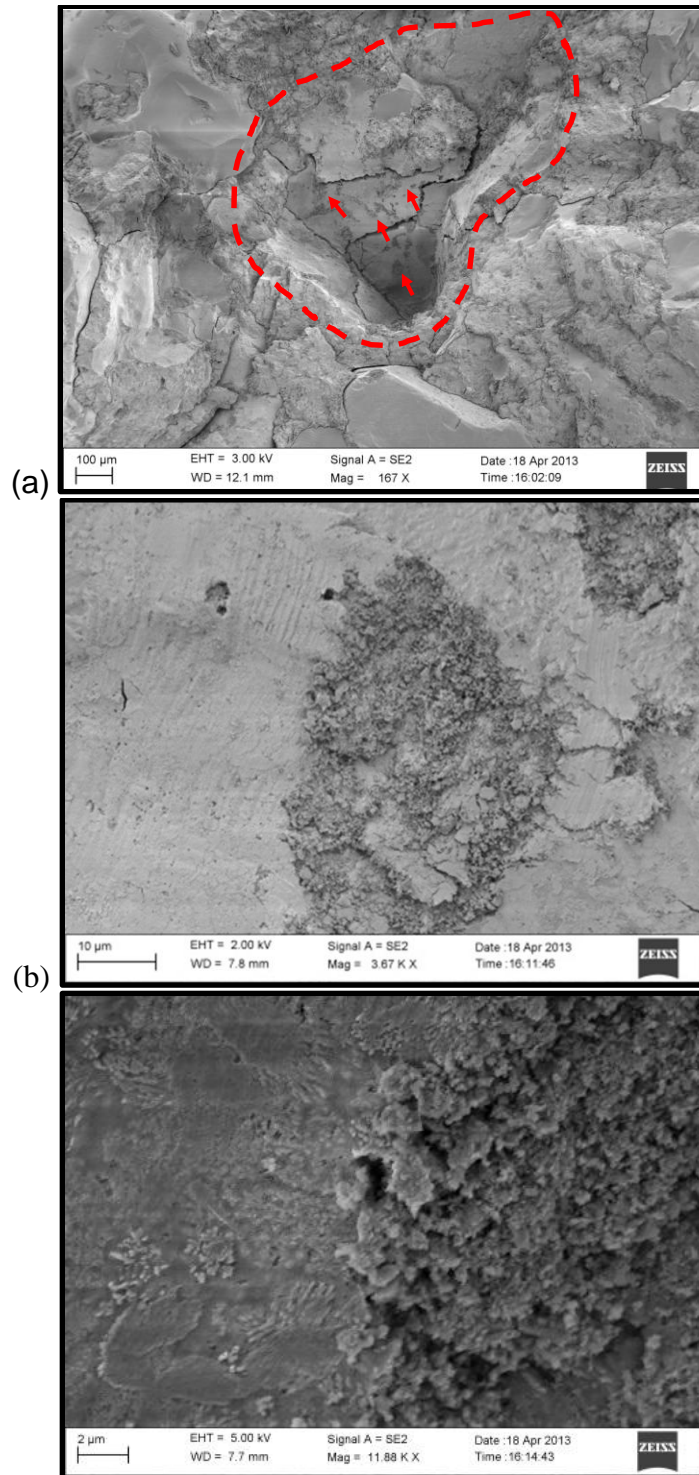 100 µm EHT = 3.00 kV Signal A = SE2 Date :18 Apr 2013 ZEISS
WD = 12.1 mm Mag = 167 X Time :16:02:09
(a)
10 µm EHT = 2.00 kV Signal A = SE2 Date :18 Apr 2013 ZEISS
WD = 7.8 mm Mag = 3.67 K X Time :16:11:46
(b)
2 µm EHT = 5.00 kV Signal A = SE2 Date :18 Apr 2013 ZEISS
WD = 7.7 mm Mag = 11.88 K X Time :16:14:43